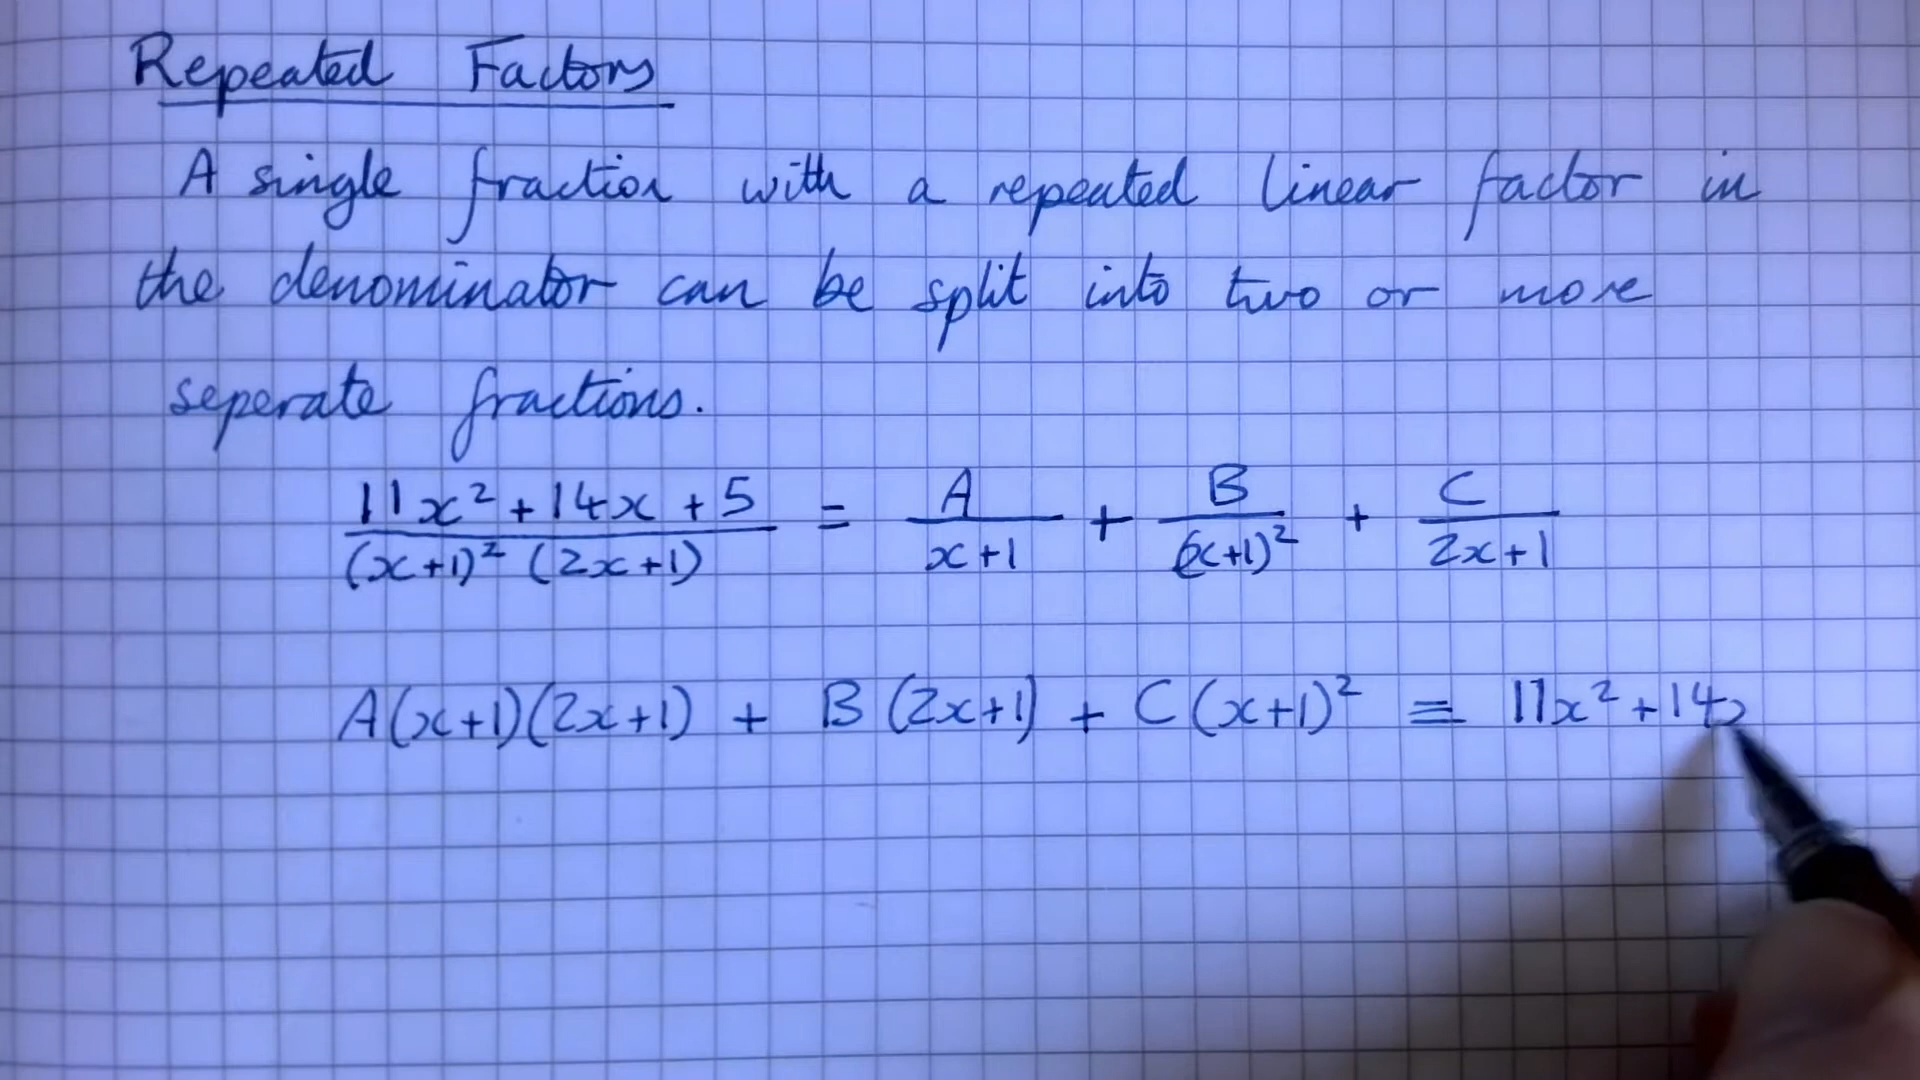 Repeated Factors
A single fraction with a repeated linear factor in
the denominator can be split into two or more
seperate fractions.
11x² + 14x + 5 / (x+1)² (2x+1) = A / x+1 + B / (x+1)² + C / 2x+1
A(x+1)(2x+1) + B(2x+1) + C(x+1)² ≡ 11x² + 14x